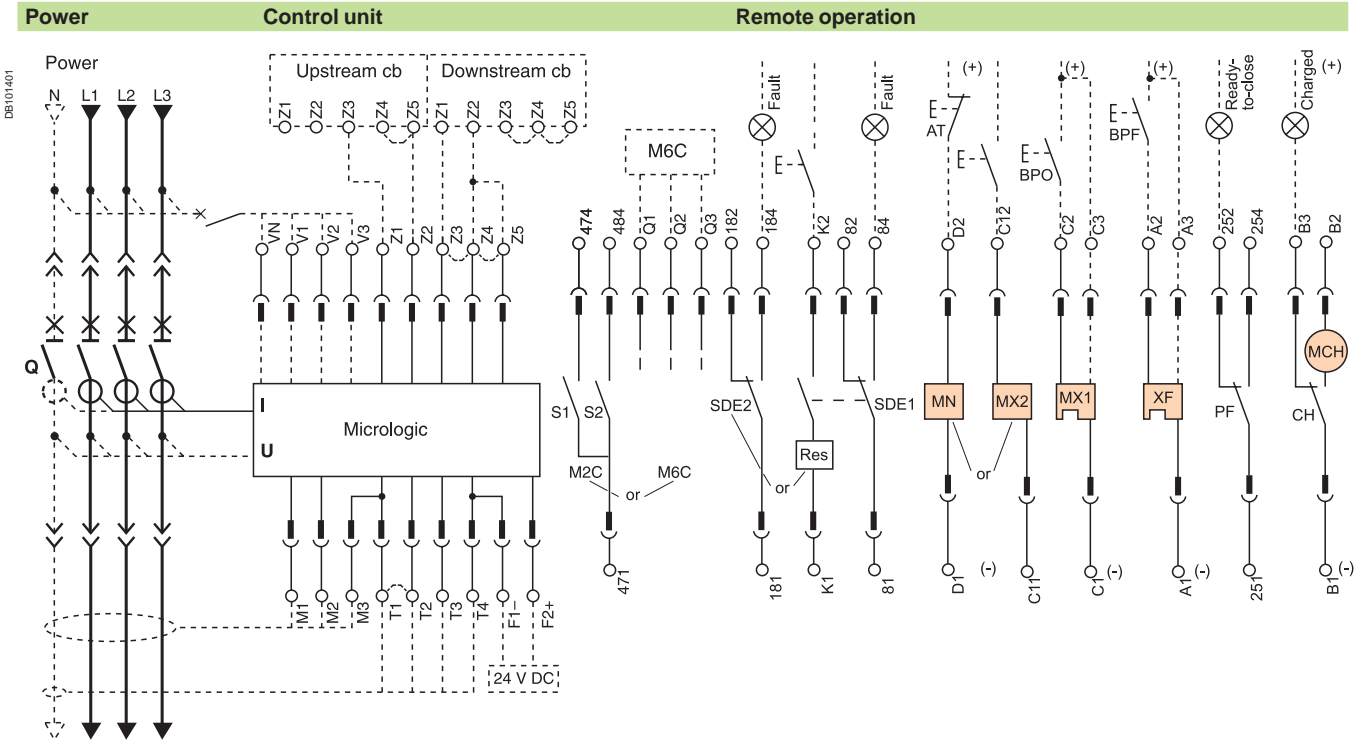 Power Control unit Remote operation
DB101401
Power
N L1 L2 L3
Upstream cb Downstream cb
Z1 Z2 Z3 Z4 Z5 Z1 Z2 Z3 Z4 Z5
Fault
Fault
(+)
(+)
(+)
Ready-
to-close
Charged
(+)
AT
BPO
BPF
M6C
VN V1 V2 V3 Z1 Z2 Z3 Z4 Z5
474 484 Q1 Q2 Q3 182 184 K2 82 84 D2 C12 C2 C3 A2 A3 252 254 B3 B2
Q
I
U
Micrologic
S1 S2
M2C or M6C
SDE2 or Res
SDE1
MN or MX2
MX1
XF
PF
CH
MCH
471 181 K1 81 D1 (-) C11 C1 (-) A1 (-) 251 B1 (-)
M1 M2 M3 T1 T2 T3 T4 F1– F2+
24 V DC